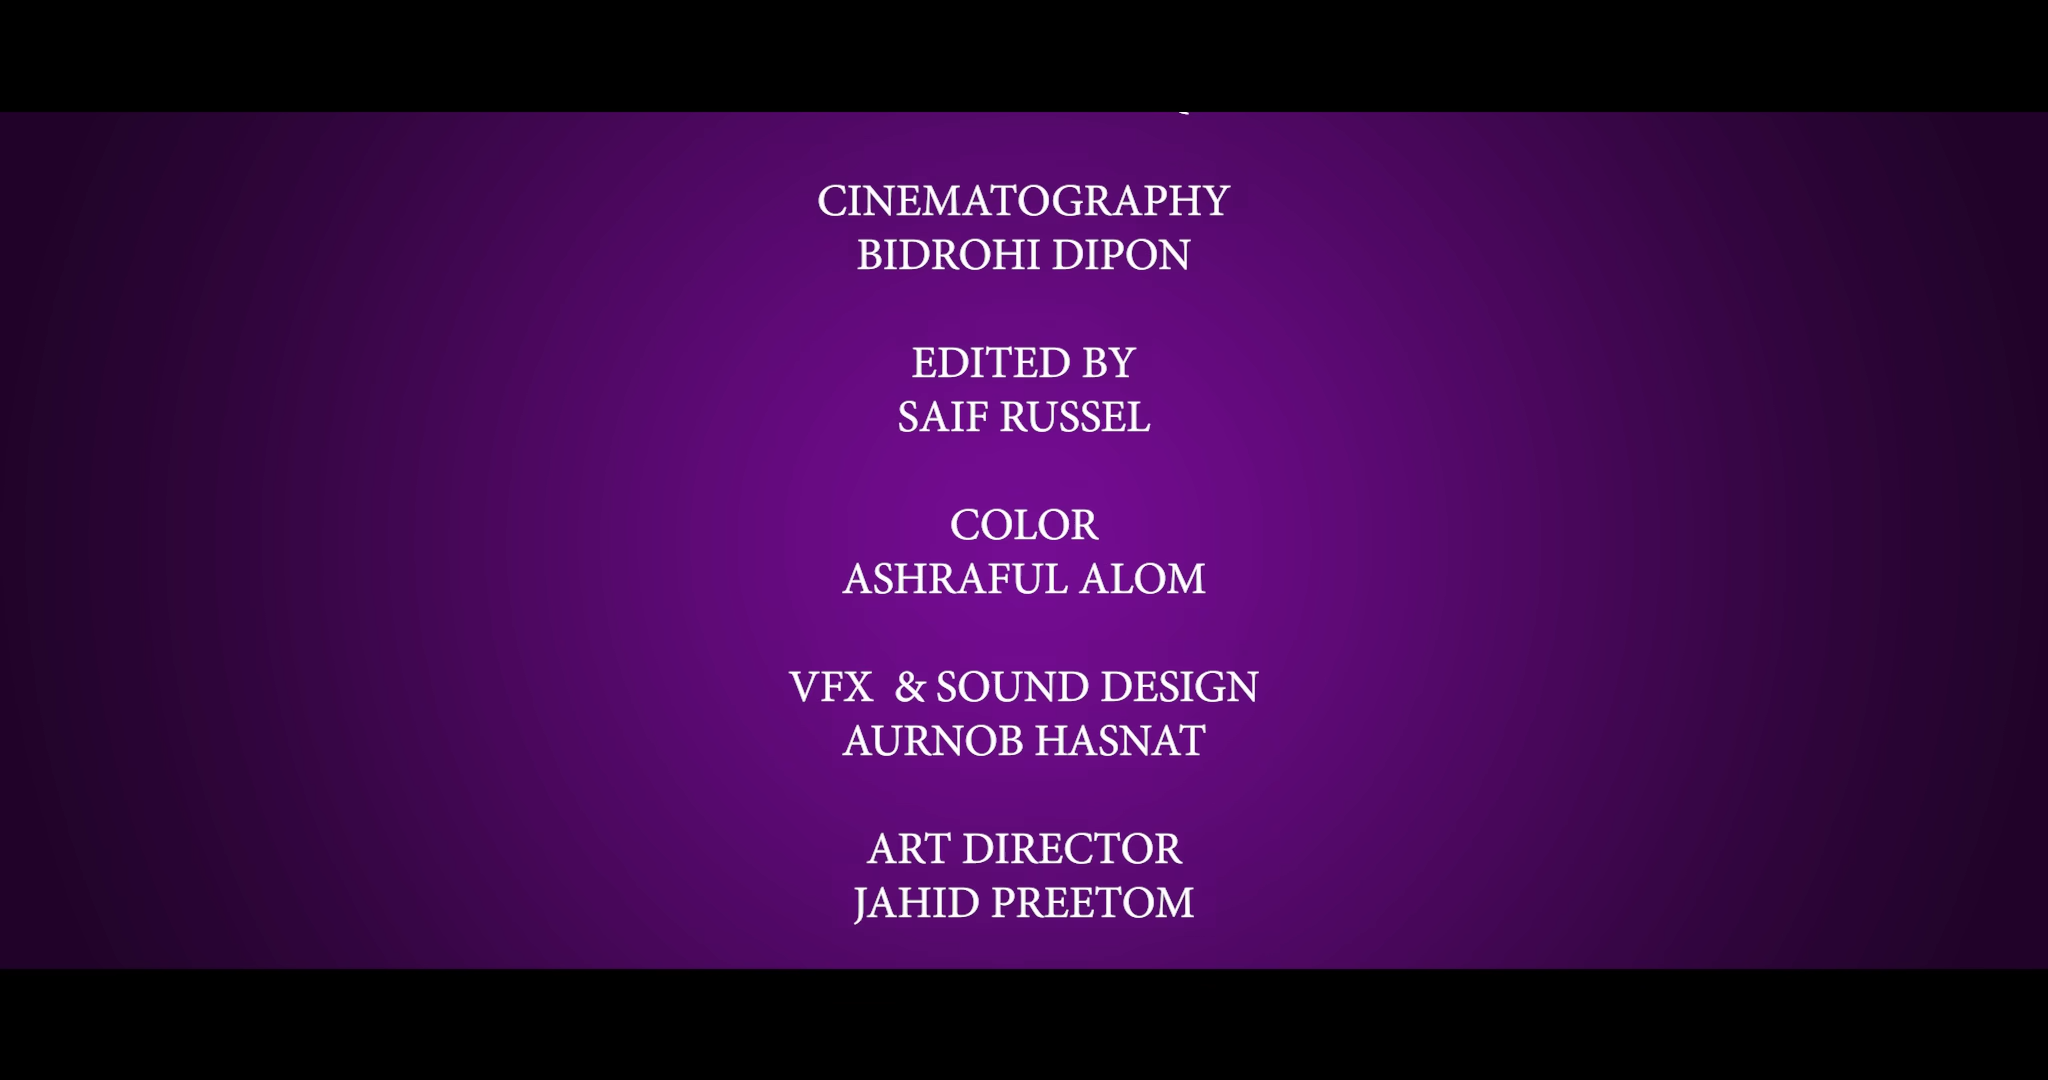 CINEMATOGRAPHY
BIDROHI DIPON
EDITED BY
SAIF RUSSEL
COLOR
ASHRAFUL ALOM
VFX  & SOUND DESIGN
AURNOB HASNAT
ART DIRECTOR
JAHID PREETOM